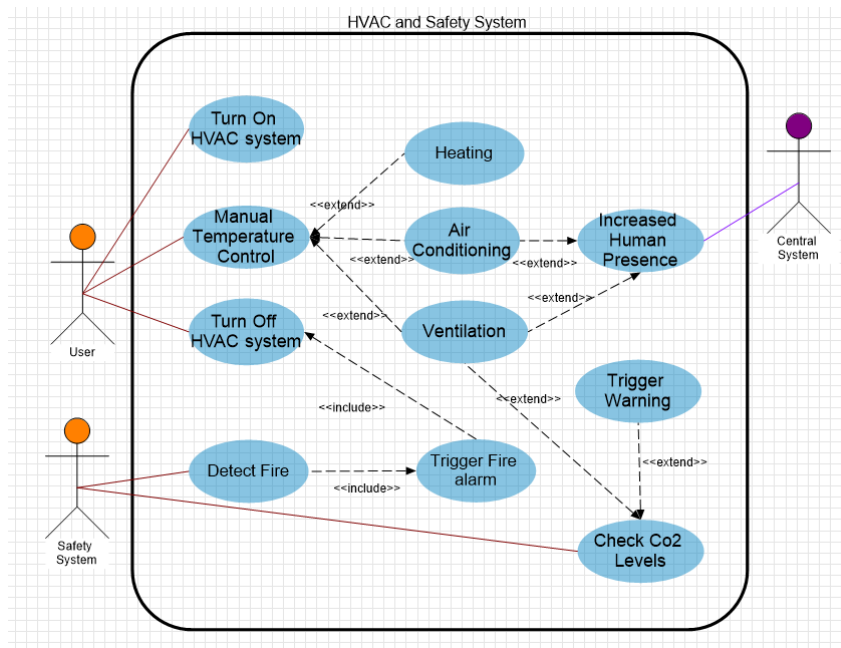 HVAC and Safety System
Turn On
HVAC system
Heating
<<extend>>
Manual
Temperature
Control
Air
Conditioning
Increased
Human
Presence
<<extend>>
<<extend>>
Central
System
<<extend>>
<<extend>>
Turn Off
HVAC system
Ventilation
User
Trigger
Warning
<<extend>>
<<include>>
<<extend>>
Detect Fire
Trigger Fire
alarm
<<include>>
Safety
System
Check Co2
Levels